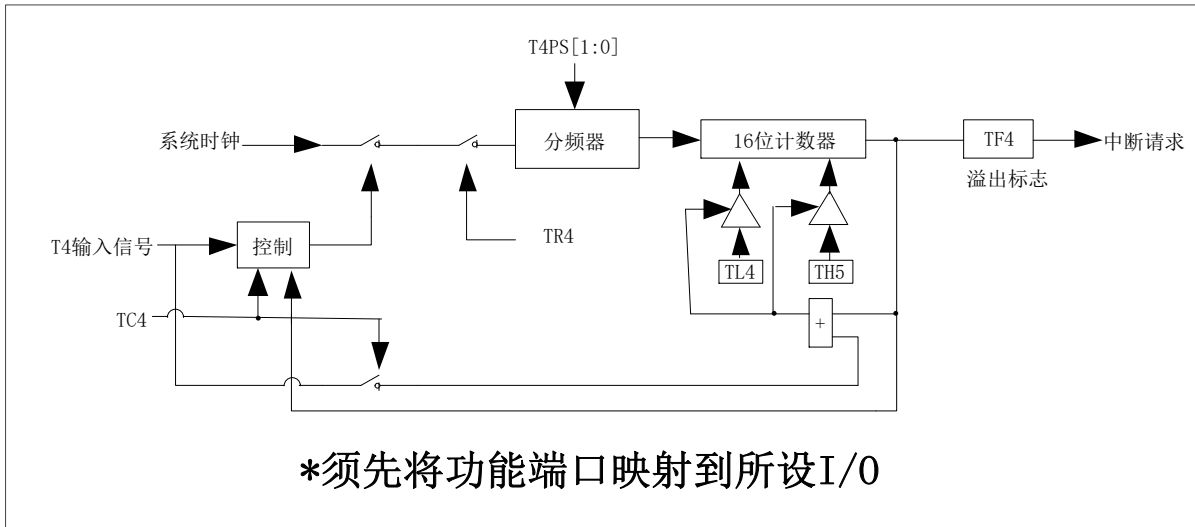 T4PS[1:0]
系统时钟
分频器
16位计数器
TF4
中断请求
溢出标志
T4输入信号
控制
TR4
TL4
TH5
TC4
+
*须先将功能端口映射到所设I/O